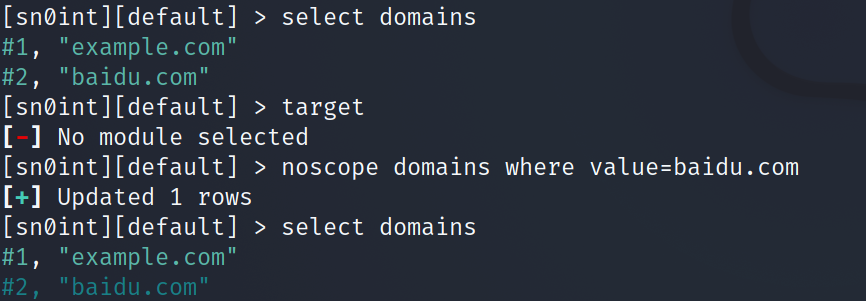 [sn0int][default] > select domains
#1, "example.com"
#2, "baidu.com"
[sn0int][default] > target
[-] No module selected
[sn0int][default] > noscope domains where value=baidu.com
[+] Updated 1 rows
[sn0int][default] > select domains
#1, "example.com"
#2, "baidu.com"